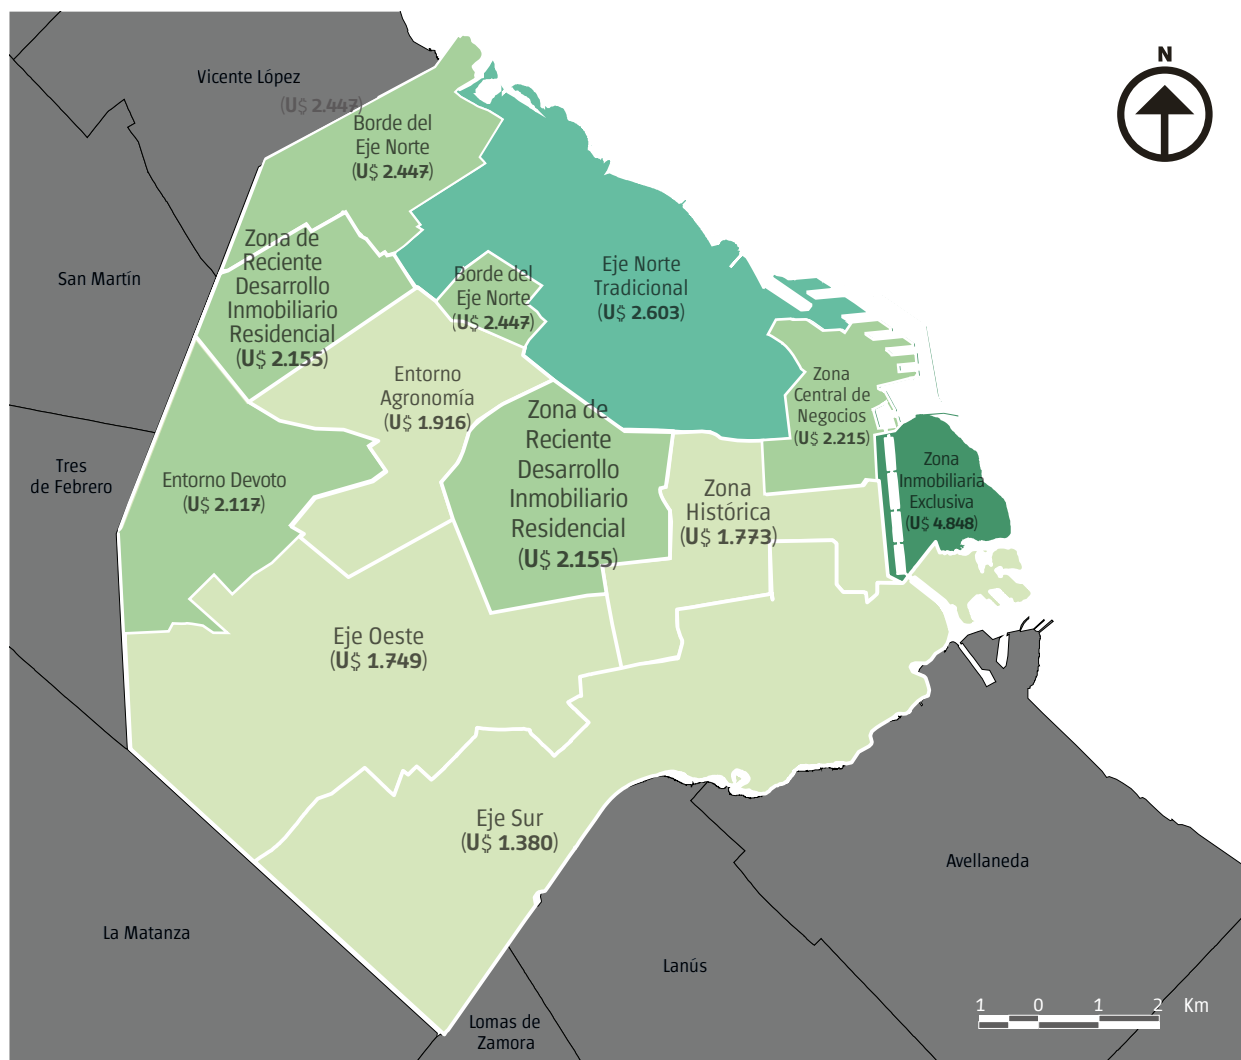 N
Vicente López
(U$ 2.447)
Borde del
Eje Norte
(U$ 2.447)
Zona de
Reciente
Desarrollo
Inmobiliario
Residencial
(U$ 2.155)
San Martín
Borde del
Eje Norte
(U$ 2.447)
Eje Norte
Tradicional
(U$ 2.603)
Entorno
Agronomía
(U$ 1.916)
Zona
Central de
Negocios
(U$ 2.215)
Zona de
Reciente
Desarrollo
Inmobiliario
Residencial
(U$ 2.155)
Tres
de Febrero
Entorno Devoto
(U$ 2.117)
Zona
Histórica
(U$ 1.773)
Zona
Inmobiliaria
Exclusiva
(U$ 4.848)
Eje Oeste
(U$ 1.749)
Eje Sur
(U$ 1.380)
Avellaneda
La Matanza
Lanús
Lomas de
Zamora
1 0 1 2 Km